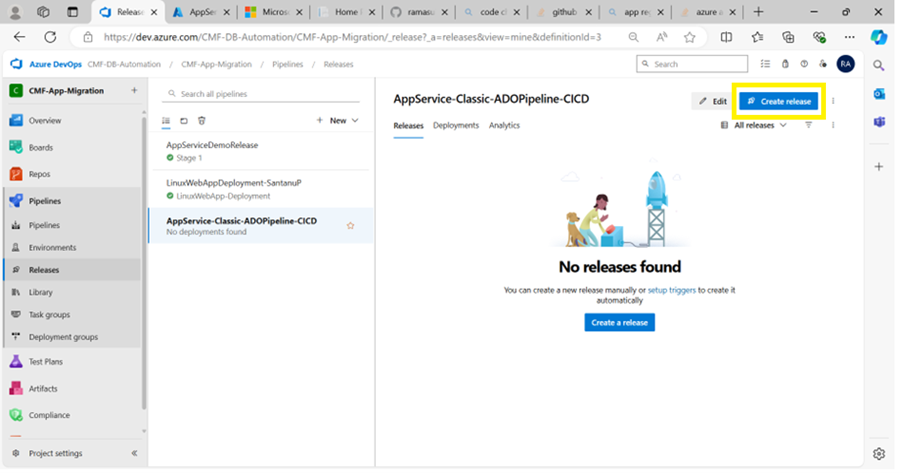 Release
AppSer
Micros
Home
ramasu
code c
github
app reg
azure a
https://dev.azure.com/CMF-DB-Automation/CMF-App-Migration/_release?_a=releases&view=mine&definitionId=3
Azure DevOps CMF-DB-Automation / CMF-App-Migration / Pipelines / Releases
Search
RA
C CMF-App-Migration +
Overview
Boards
Repos
Pipelines
Pipelines
Environments
Releases
Library
Task groups
Deployment groups
Test Plans
Artifacts
Compliance
Project settings
Search all pipelines
+ New
AppServiceDemoRelease
Stage 1
LinuxWebAppDeployment-SantanuP
LinuxWebApp-Deployment
AppService-Classic-ADOPipeline-CICD
No deployments found
AppService-Classic-ADOPipeline-CICD
Edit
Create release
Releases Deployments Analytics
All releases
No releases found
You can create a new release manually or setup triggers to create it
automatically
Create a release